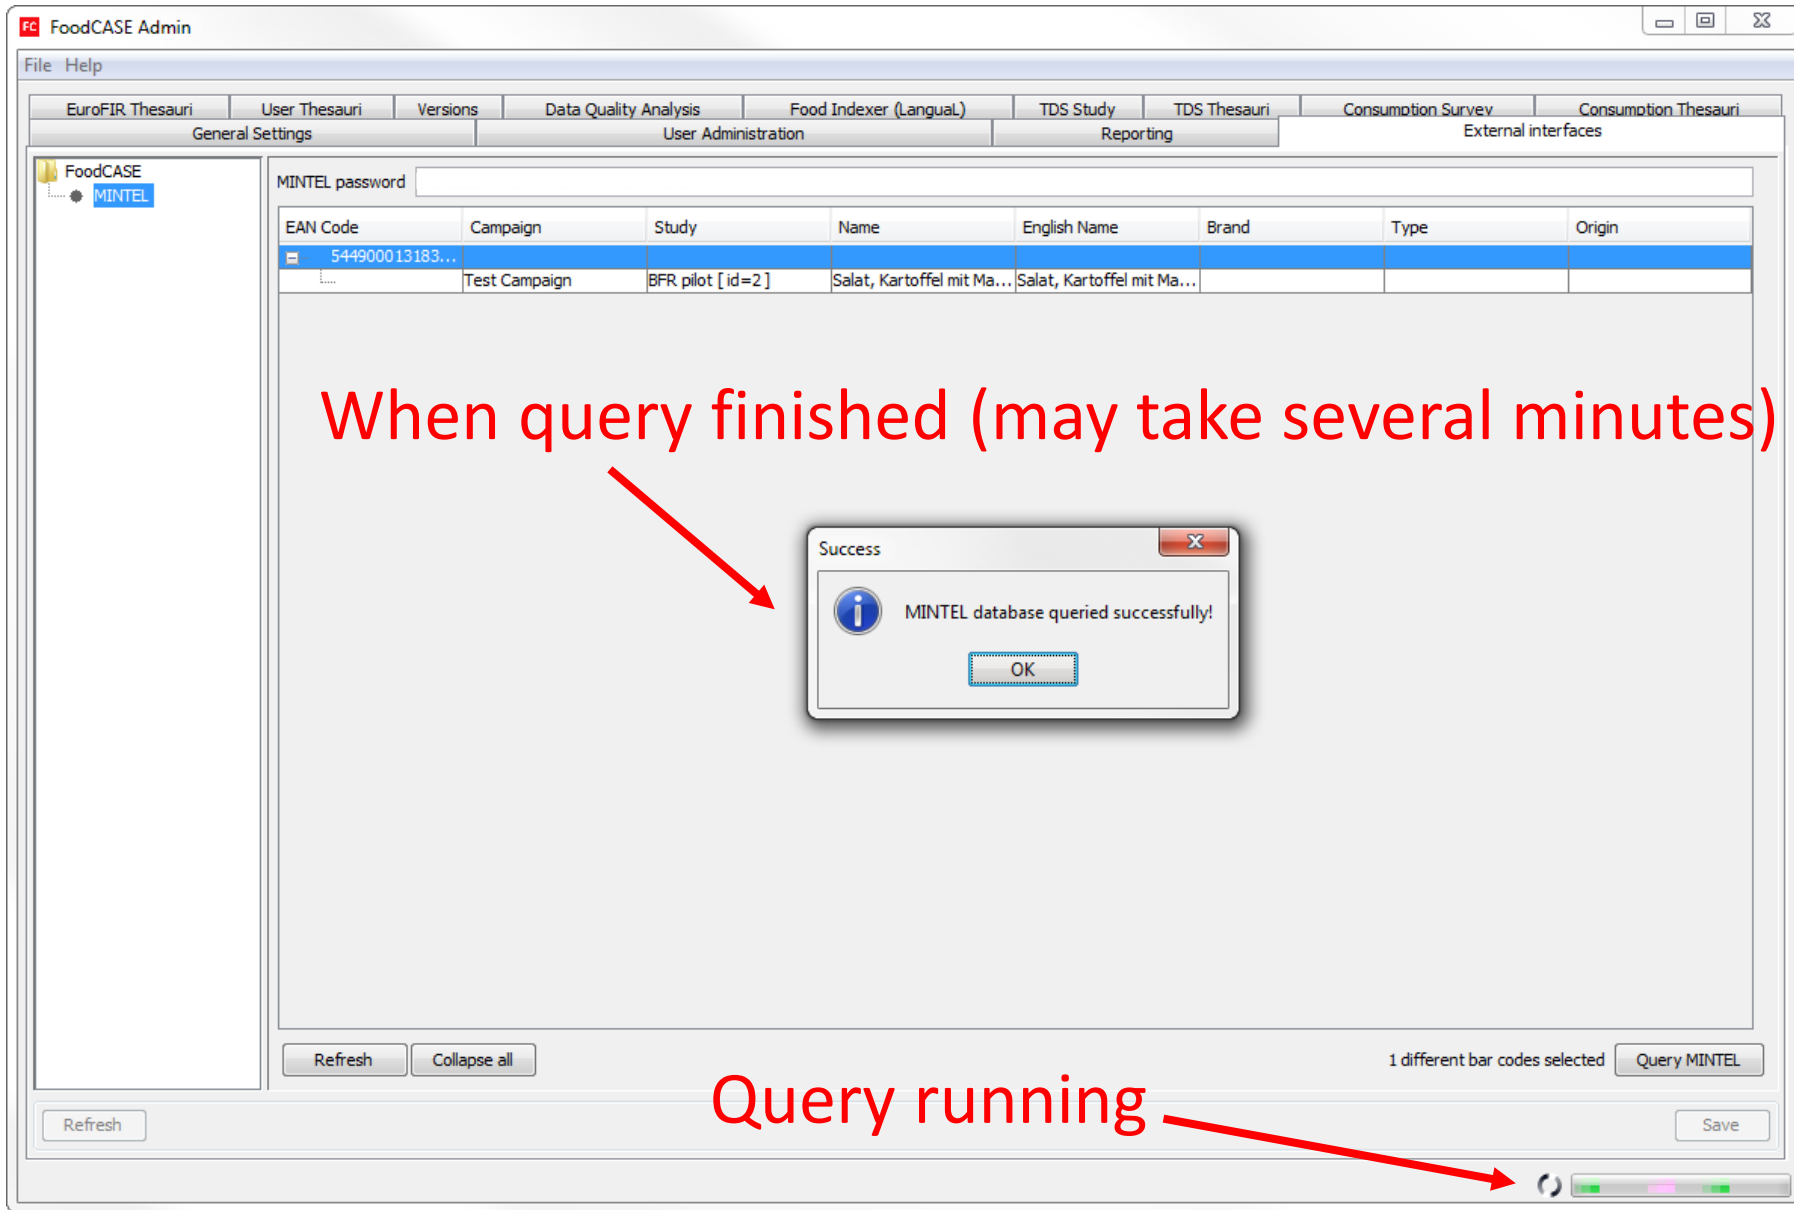 FC FoodCASE Admin
File Help
EuroFIR Thesauri User Thesauri Versions Data Quality Analysis Food Indexer (LanguaL) TDS Study TDS Thesauri Consumption Survey Consumption Thesauri
General Settings User Administration Reporting External interfaces
FoodCASE
MINTEL
MINTEL password
EAN Code Campaign Study Name English Name Brand Type Origin
544900013183...
Test Campaign BFR pilot [ id=2 ] Salat, Kartoffel mit Ma... Salat, Kartoffel mit Ma...
When query finished (may take several minutes)
Success
MINTEL database queried successfully!
OK
Refresh Collapse all 1 different bar codes selected Query MINTEL
Query running
Refresh Save